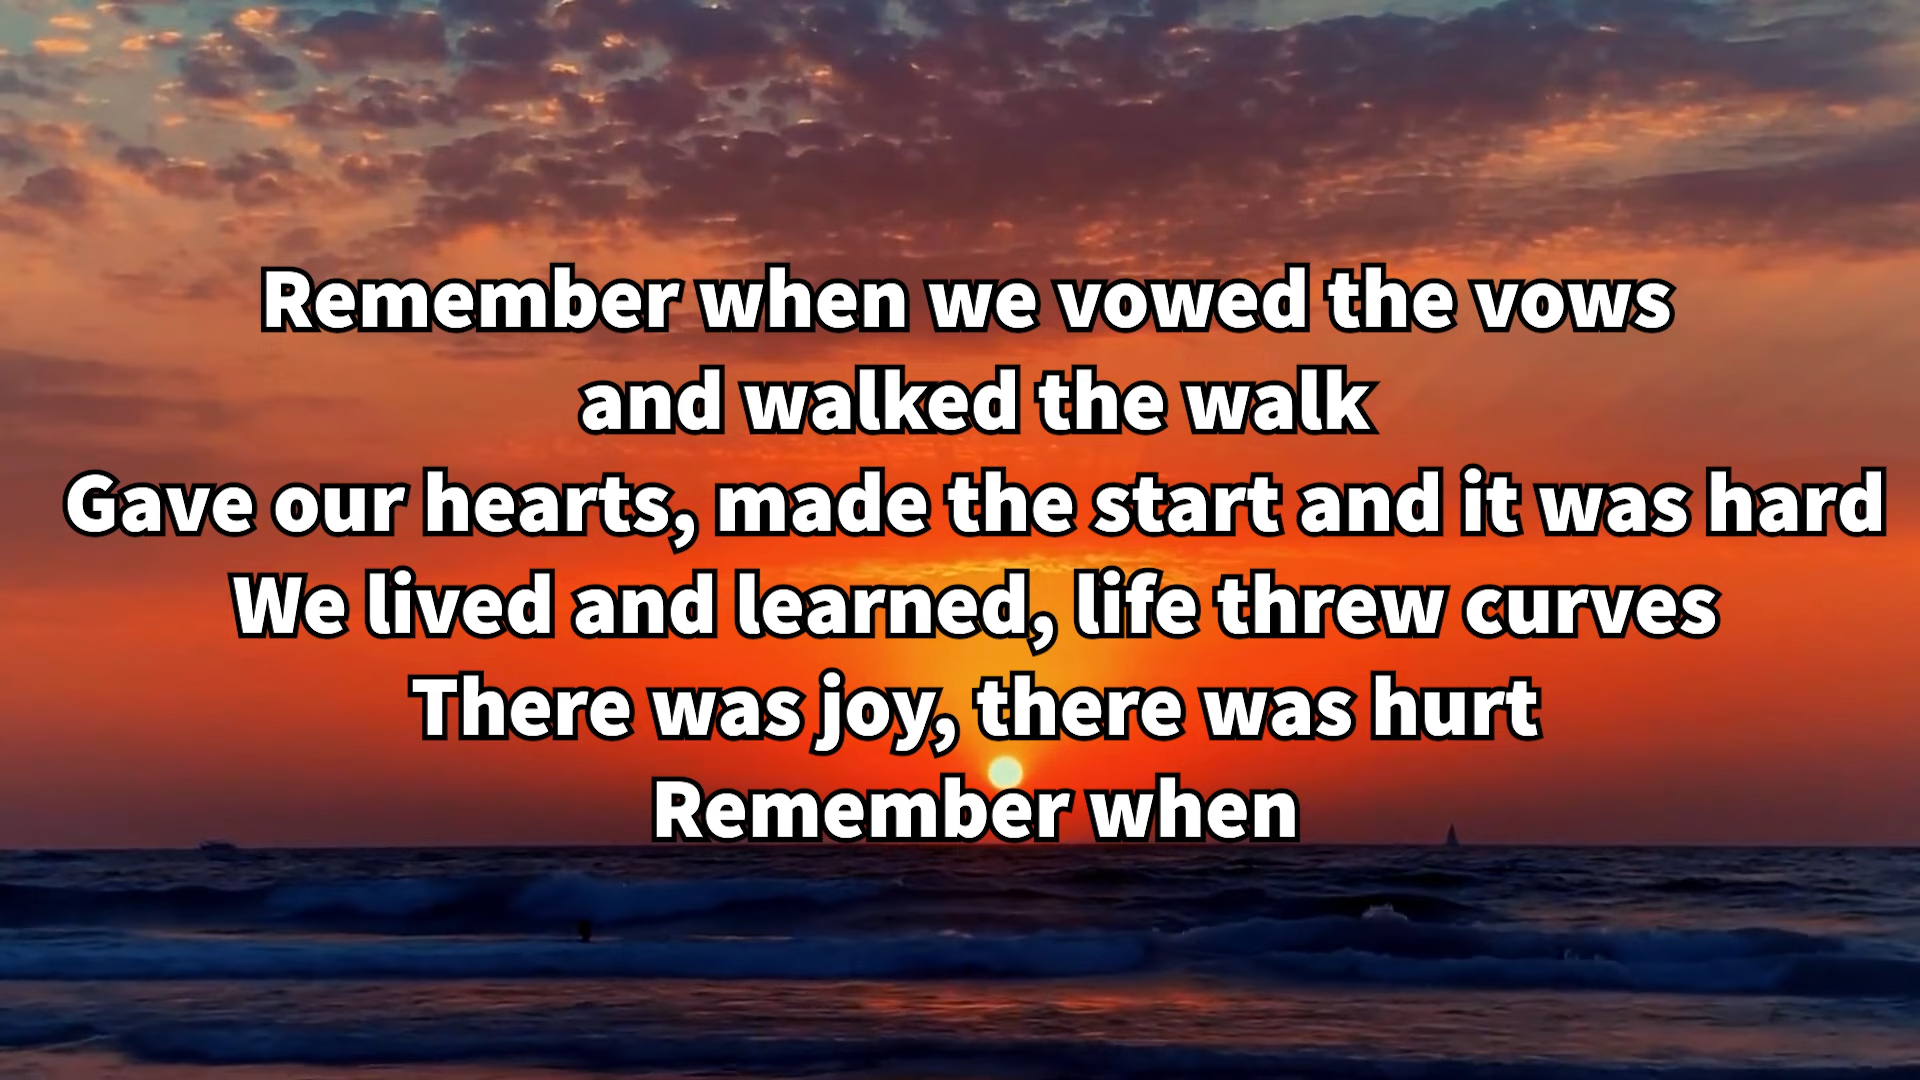 Remember when we vowed the vows
and walked the walk
Gave our hearts, made the start and it was hard
We lived and learned, life threw curves
There was joy, there was hurt
Remember when